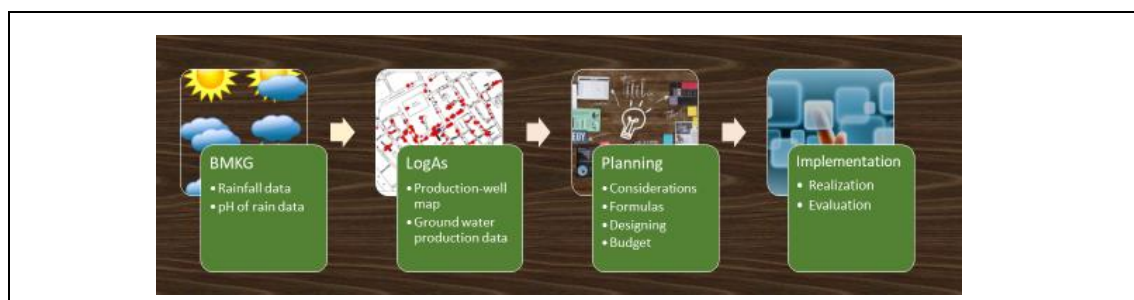 BMKG
• Rainfall data
• pH of rain data
LogAs
• Production-well
map
• Ground water
production data
Planning
• Considerations
• Formulas
• Designing
• Budget
Implementation
• Realization
• Evaluation